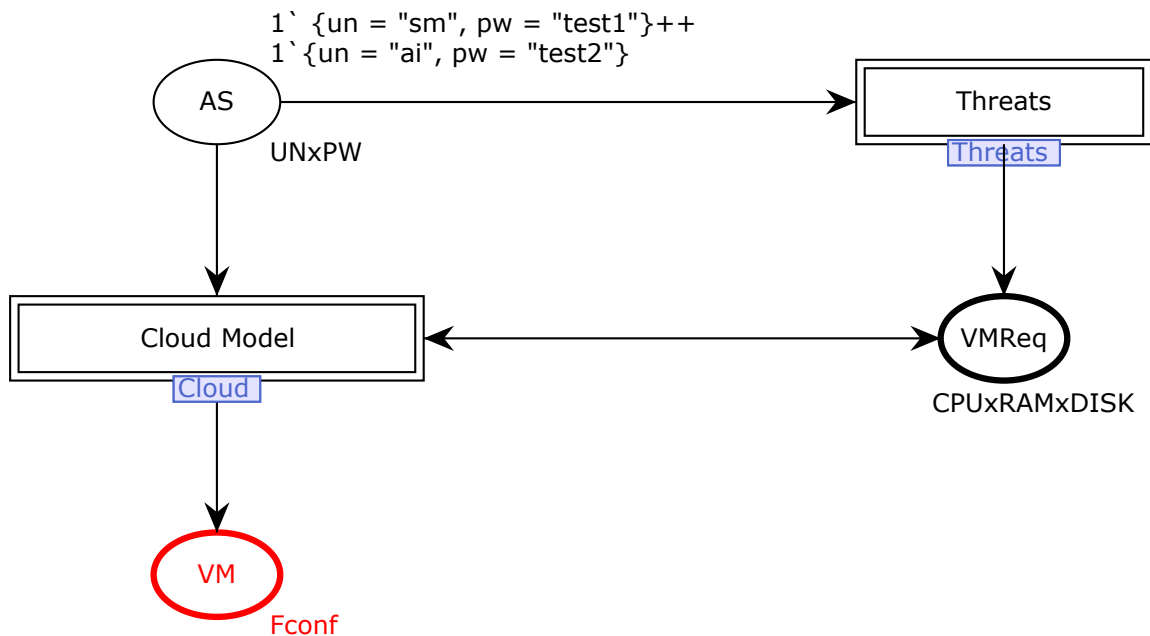 1` {un = "sm", pw = "test1"}++
1`{un = "ai", pw = "test2"}
AS
Threats
UNxPW
Threats
Cloud Model
VMReq
Cloud
CPUxRAMxDISK
VM
Fconf